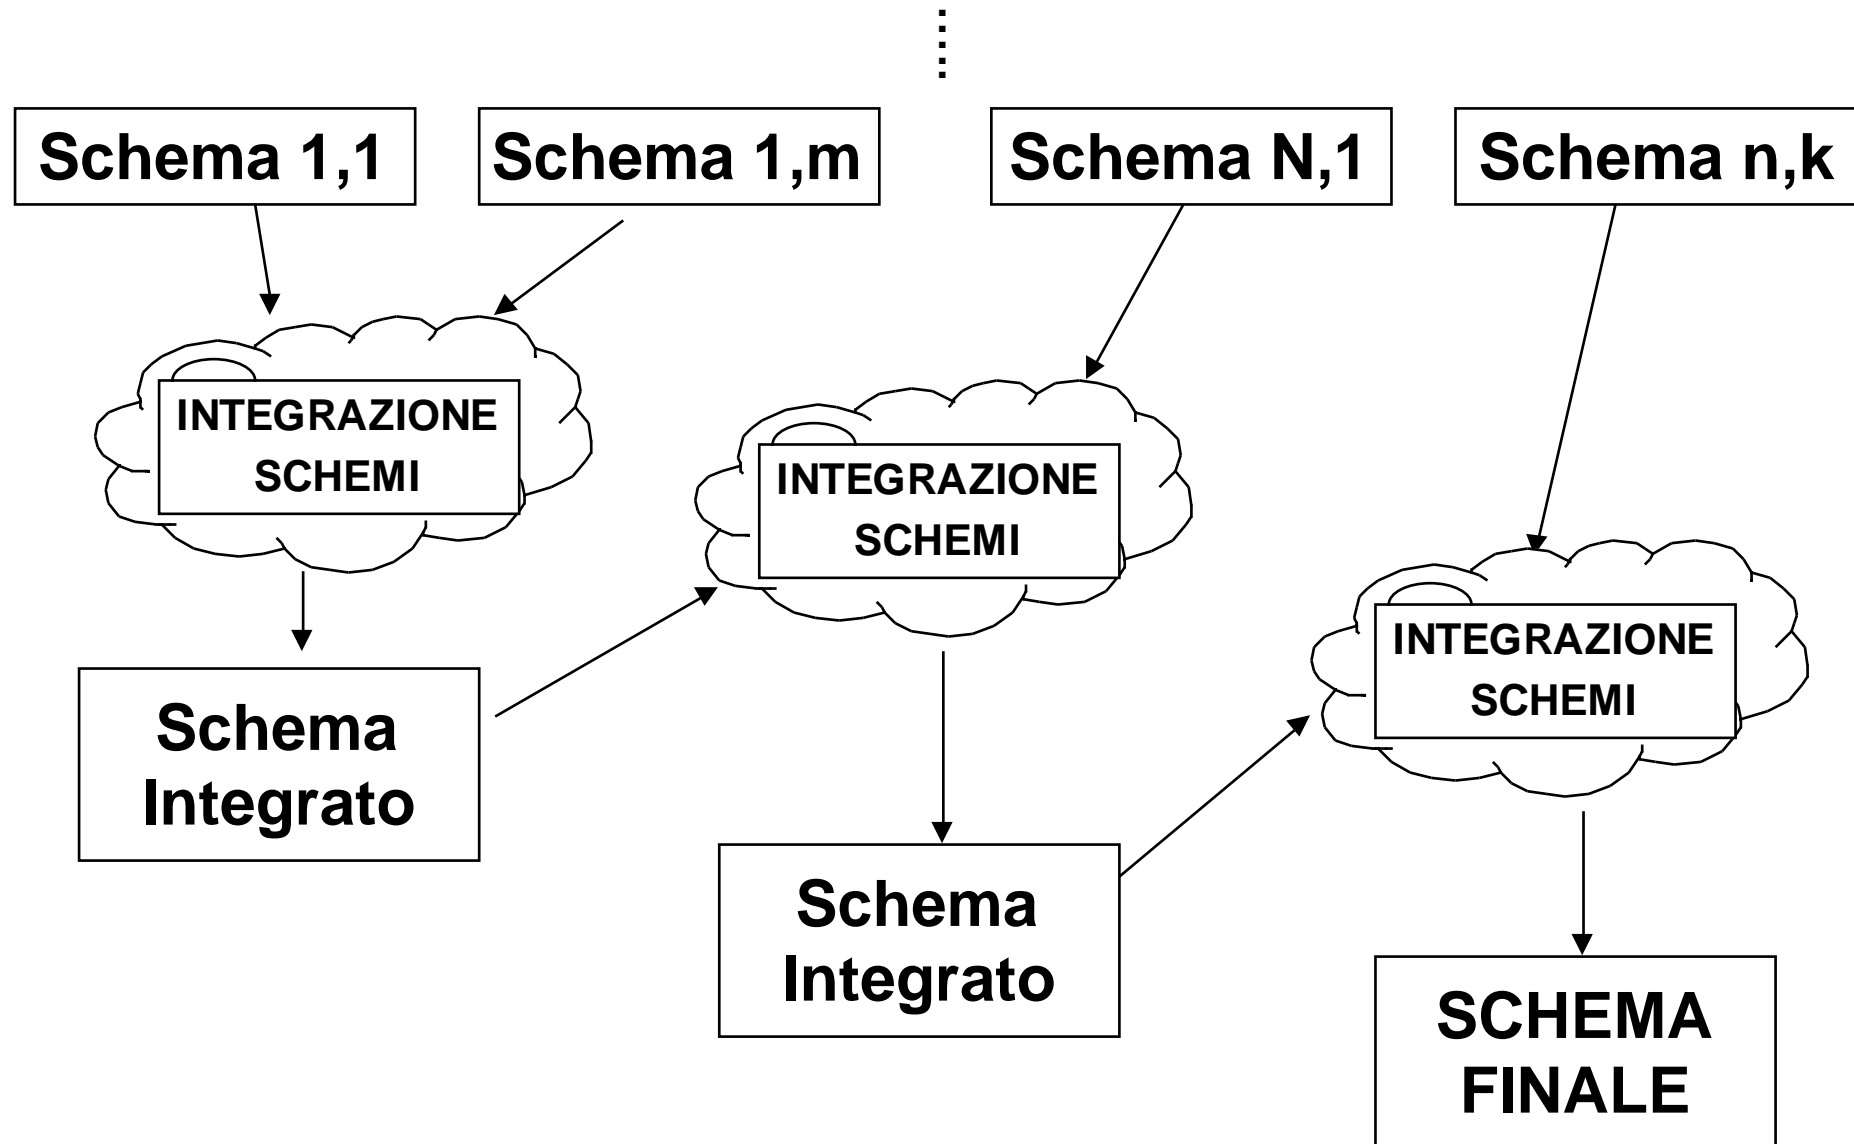 Schema 1,1
Schema 1,m
Schema N,1
Schema n,k
INTEGRAZIONE
SCHEMI
INTEGRAZIONE
SCHEMI
INTEGRAZIONE
SCHEMI
Schema
Integrato
Schema
Integrato
SCHEMA
FINALE